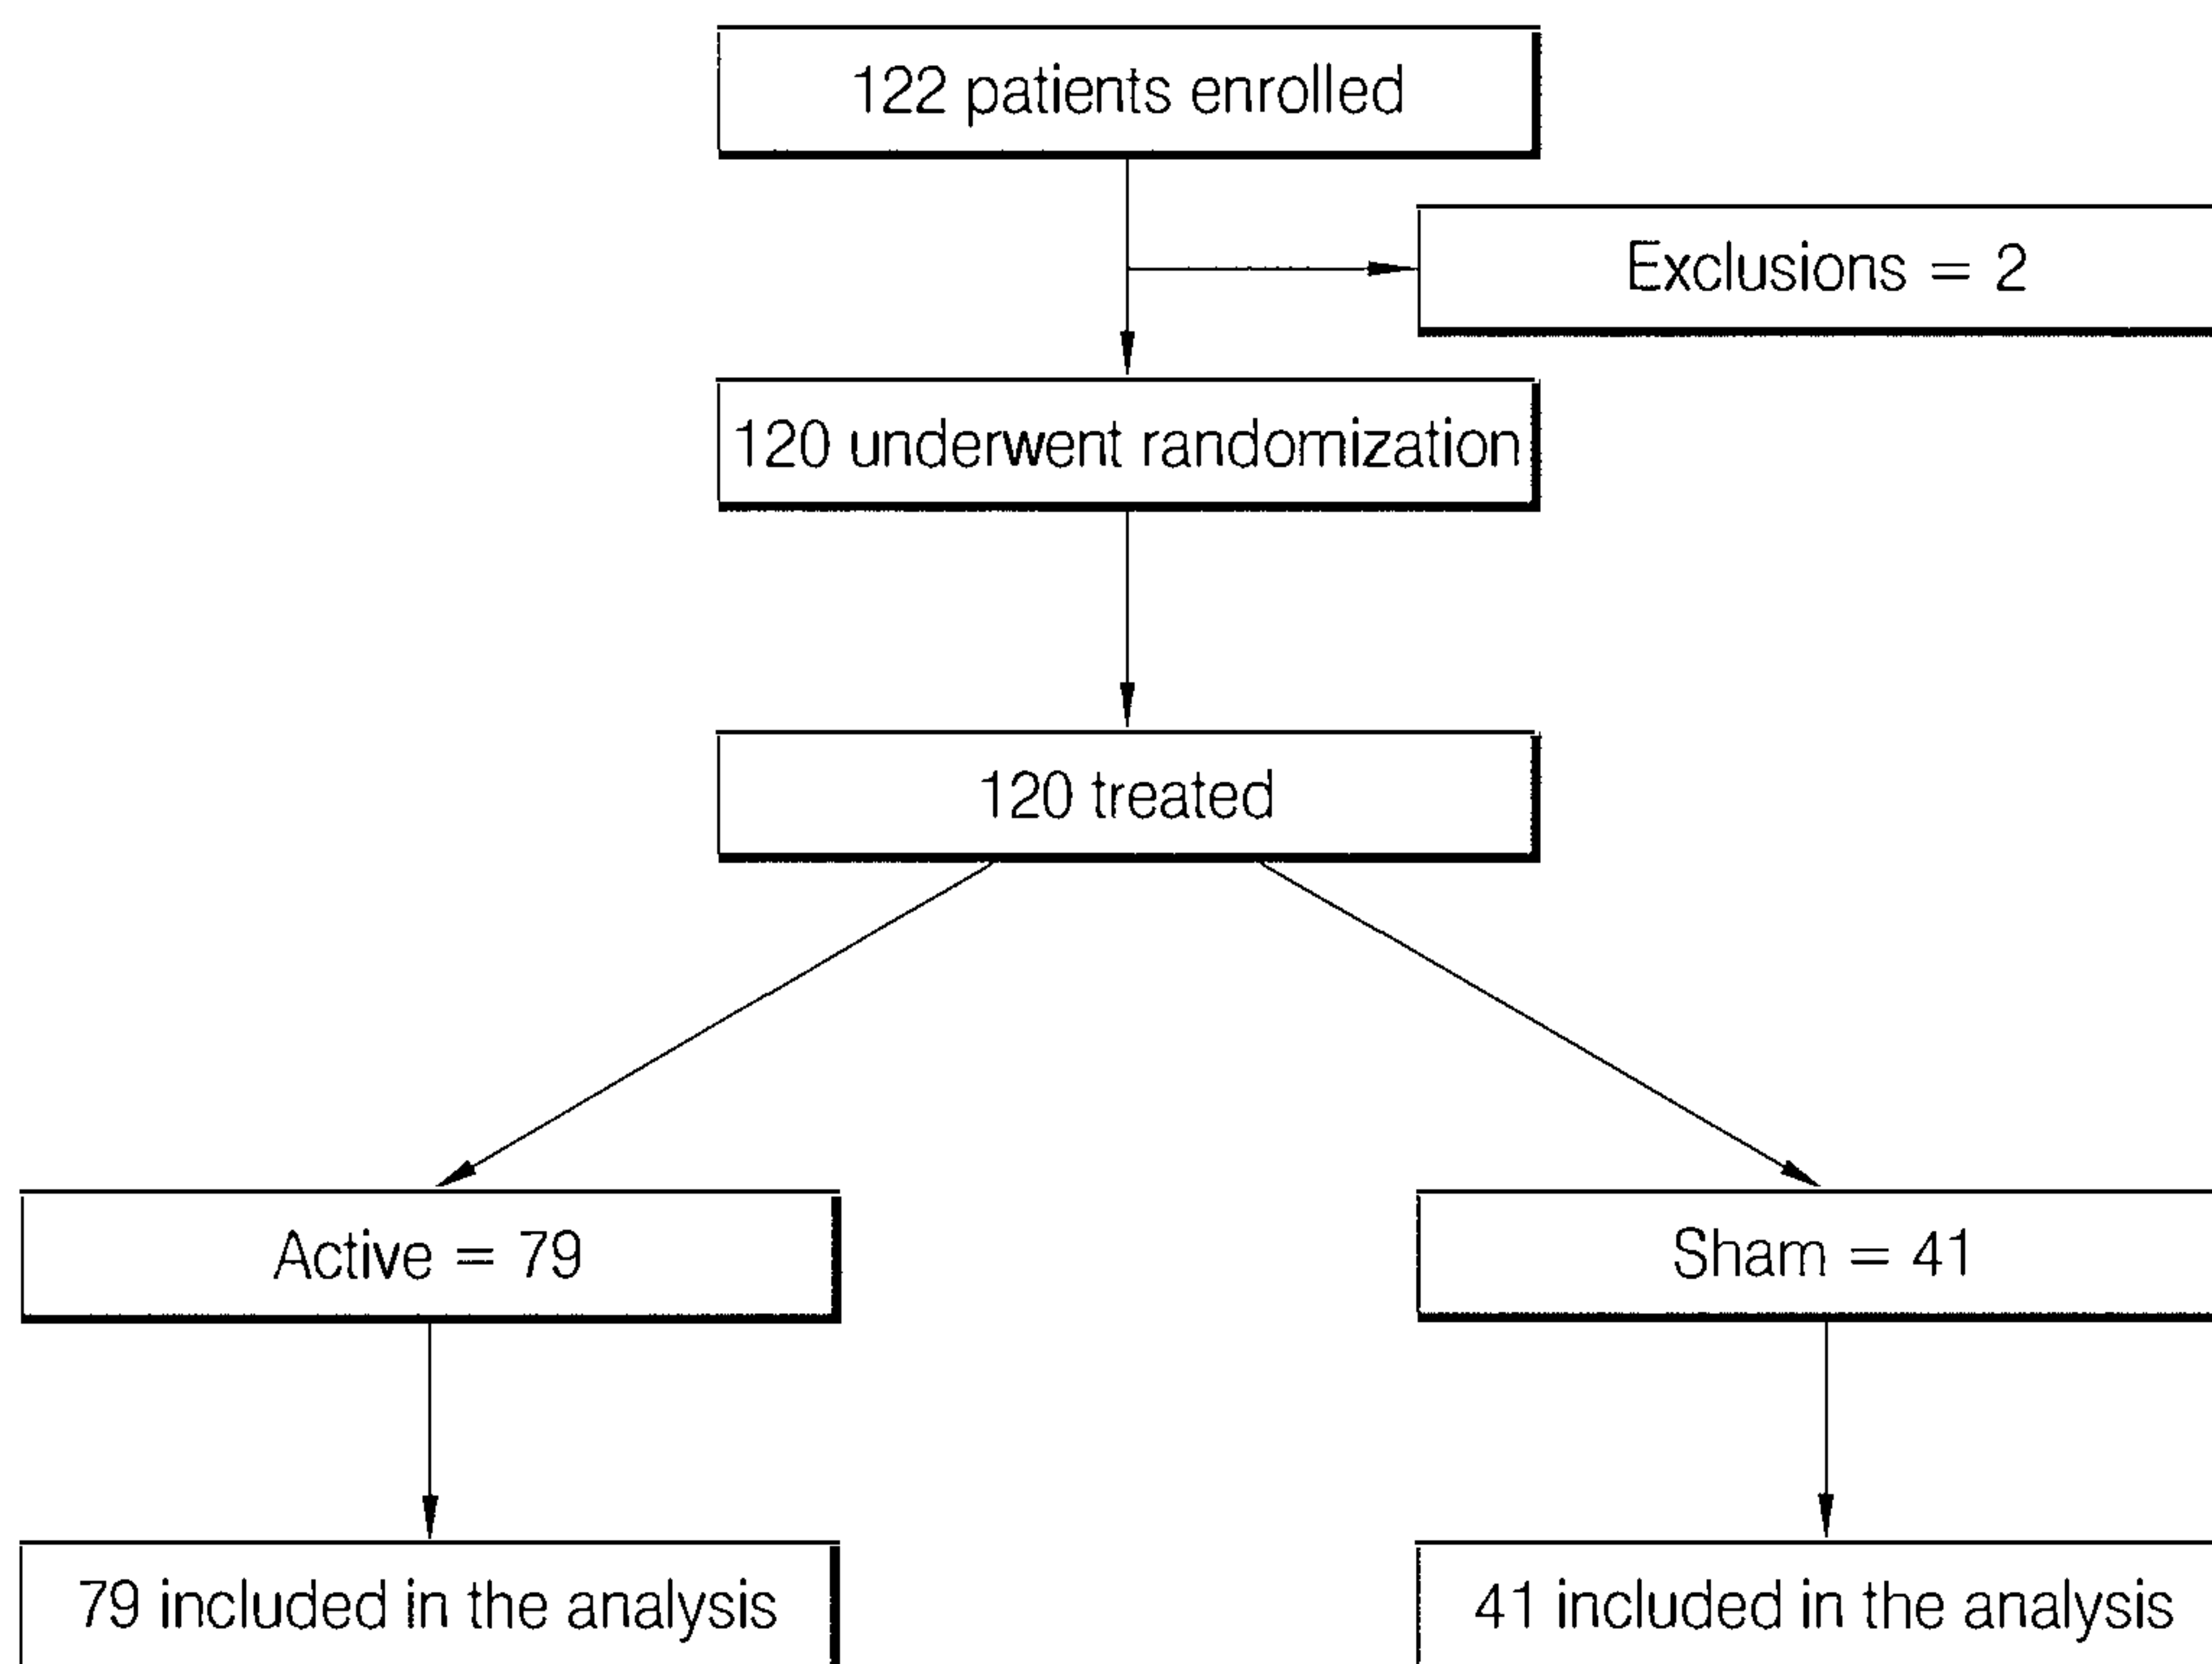 122 patients enrolled
Exclusions = 2
120 underwent randomization
120 treated
Active = 79
Sham = 41
79 included in the analysis
41 included in the analysis